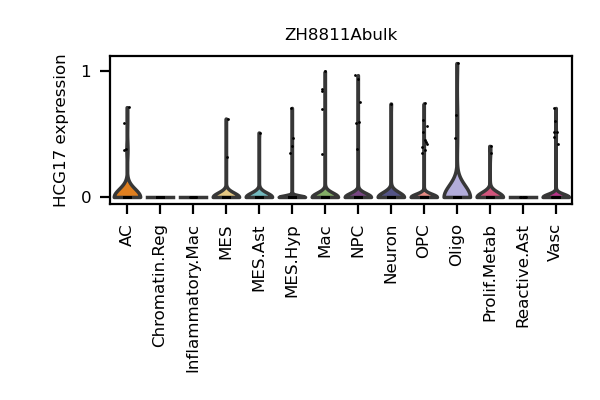 ZH8811Abulk
HCG17 expression
1
0
AC
Chromatin.Reg
Inflammatory.Mac
MES
MES.Ast
MES.Hyp
Mac
NPC
Neuron
OPC
Oligo
Prolif.Metab
Reactive.Ast
Vasc